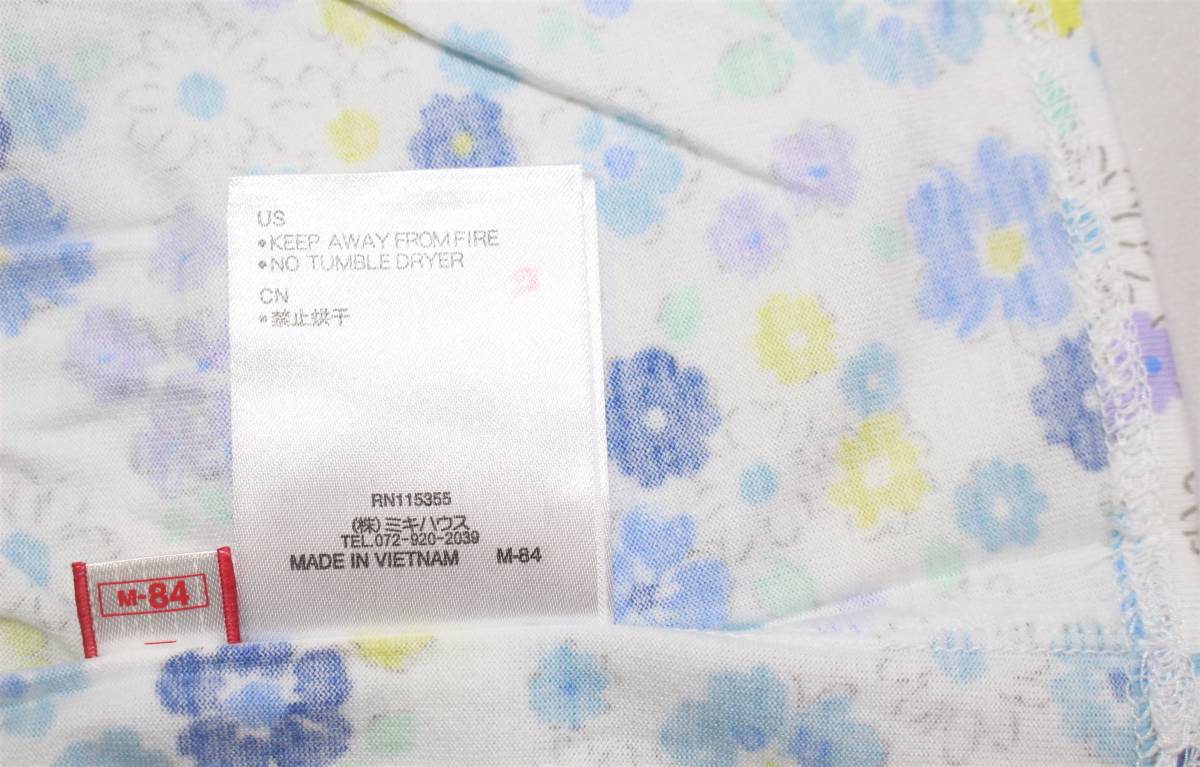 US
•KEEP AWAY FROM FIRE
•NO TUMBLE DRYER
CN
•禁止烘干
RN115355
(株)ミキハウス
TEL.072-920-2039
MADE IN VIETNAM M-84
M-84